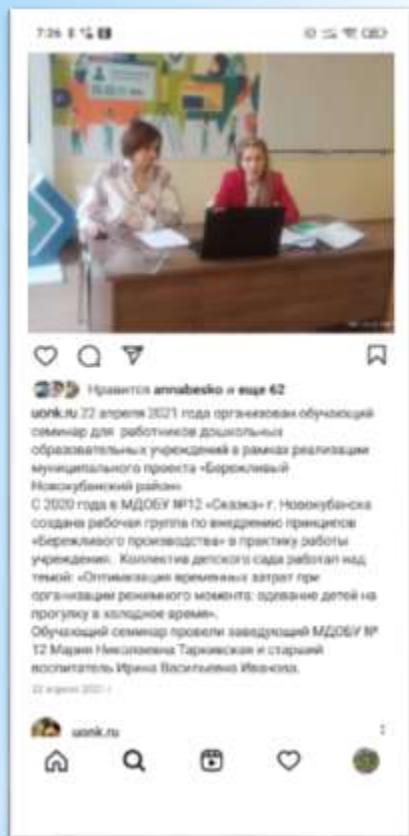 7:26
Нравится annabesko и еще 62
uonk.ru 22 апреля 2021 года организован обучающий
семинар для работников дошкольных
образовательных учреждений в рамках реализации
муниципального проекта «Бережливый
Новокубанский район»
С 2020 года в МДОБУ №12 «Сказка» г. Новокубанска
создана рабочая группа по внедрению принципов
«Бережливого производства» в практику работы
учреждения. Коллектив детского сада работал над
темой: «Оптимизация временных затрат при
организации режимного момента: одевание детей на
прогулку в холодное время».
Обучающий семинар провели заведующий МДОБУ №
12 Мария Николаевна Таркивская и старший
воспитатель Ирина Васильевна Иванова.
22 апреля 2021 г.
uonk.ru